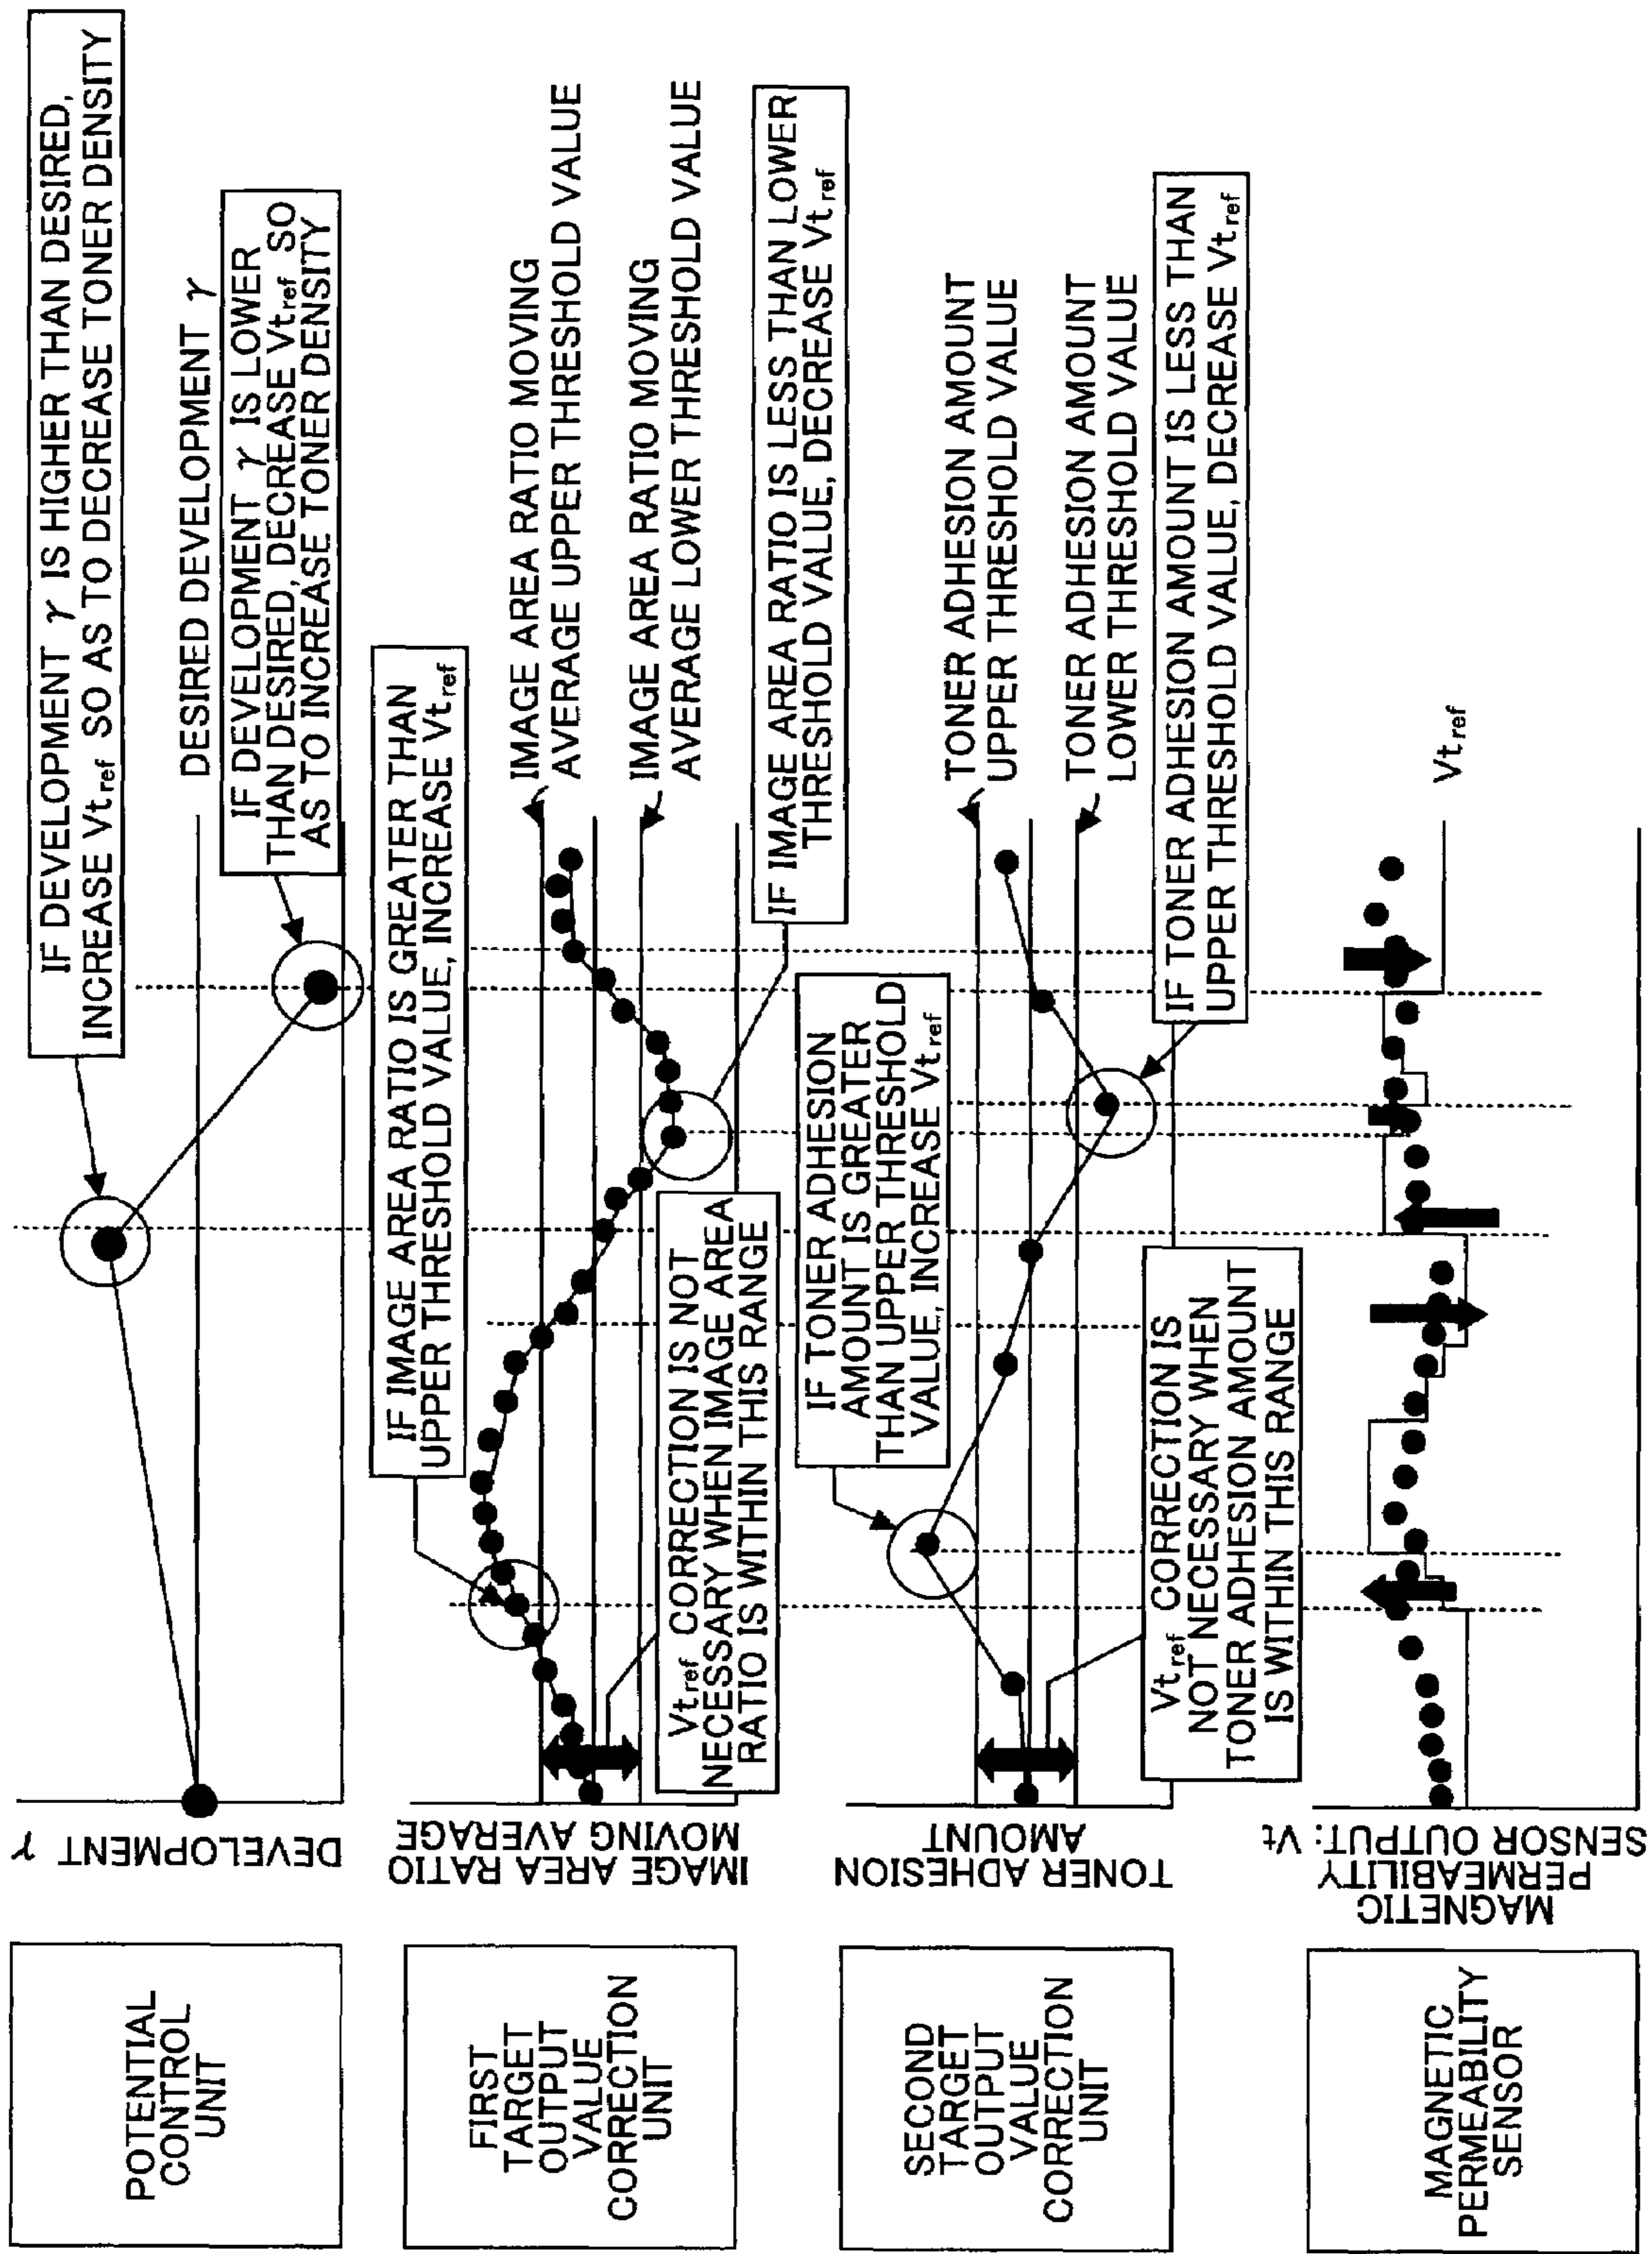 POTENTIAL
CONTROL
UNIT
DEVELOPMENT γ
IF DEVELOPMENT γ IS HIGHER THAN DESIRED,
INCREASE Vtref SO AS TO DECREASE TONER DENSITY
DESIRED DEVELOPMENT γ
IF DEVELOPMENT γ IS LOWER
THAN DESIRED, DECREASE Vtref SO
AS TO INCREASE TONER DENSITY
FIRST
TARGET
OUTPUT
VALUE
CORRECTION
UNIT
IMAGE AREA RATIO
MOVING AVERAGE
IF IMAGE AREA RATIO IS GREATER THAN
UPPER THRESHOLD VALUE, INCREASE Vtref
IMAGE AREA RATIO MOVING
AVERAGE UPPER THRESHOLD VALUE
IMAGE AREA RATIO MOVING
AVERAGE LOWER THRESHOLD VALUE
Vtref CORRECTION IS NOT
NECESSARY WHEN IMAGE AREA
RATIO IS WITHIN THIS RANGE
IF IMAGE AREA RATIO IS LESS THAN LOWER
THRESHOLD VALUE, DECREASE Vtref
SECOND
TARGET
OUTPUT
VALUE
CORRECTION
UNIT
TONER ADHESION
AMOUNT
IF TONER ADHESION
AMOUNT IS GREATER
THAN UPPER THRESHOLD
VALUE, INCREASE Vtref
TONER ADHESION AMOUNT
UPPER THRESHOLD VALUE
TONER ADHESION AMOUNT
LOWER THRESHOLD VALUE
Vtref CORRECTION IS
NOT NECESSARY WHEN
TONER ADHESION AMOUNT
IS WITHIN THIS RANGE
IF TONER ADHESION AMOUNT IS LESS THAN
UPPER THRESHOLD VALUE, DECREASE Vtref
MAGNETIC
PERMEABILITY
SENSOR
MAGNETIC
PERMEABILITY
SENSOR OUTPUT: Vt
Vtref